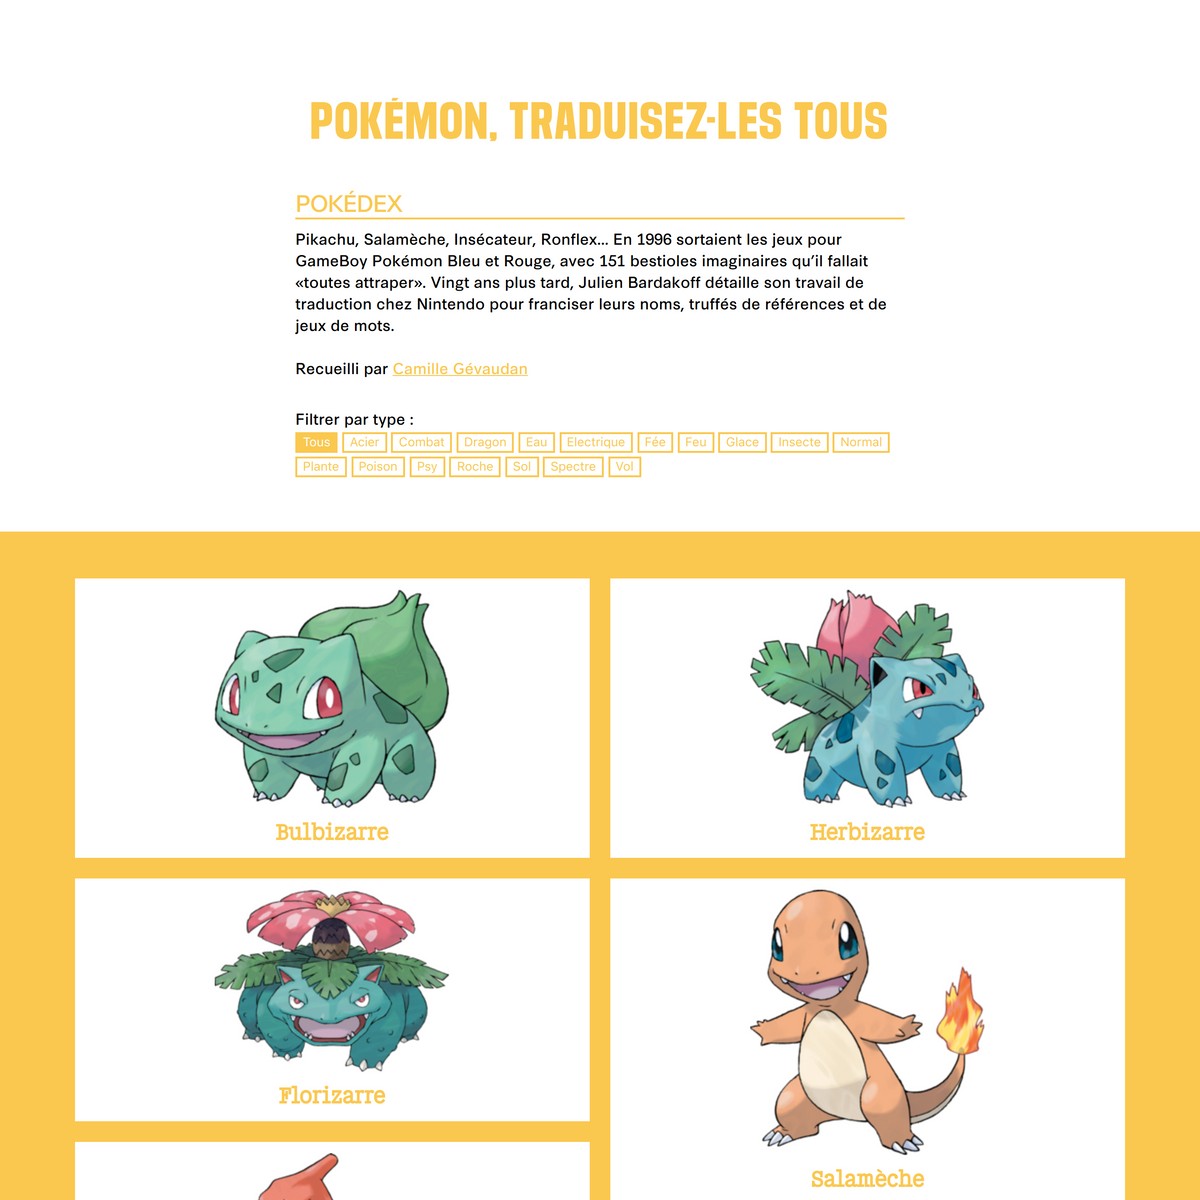 POKÉMON, TRADUISEZ-LES TOUS
POKÉDEX
Pikachu, Salamèche, Insécateur, Ronflex... En 1996 sortaient les jeux pour
GameBoy Pokémon Bleu et Rouge, avec 151 bestioles imaginaires qu’il fallait
«toutes attraper». Vingt ans plus tard, Julien Bardakoff détaille son travail de
traduction chez Nintendo pour franciser leurs noms, truffés de références et de
jeux de mots.
Recueilli par Camille Gévaudan
Filtrer par type :
Tous Acier Combat Dragon Eau Electrique Fée Feu Glace Insecte Normal
Plante Poison Psy Roche Sol Spectre Vol
Bulbizarre
Herbizarre
Florizarre
Salamèche